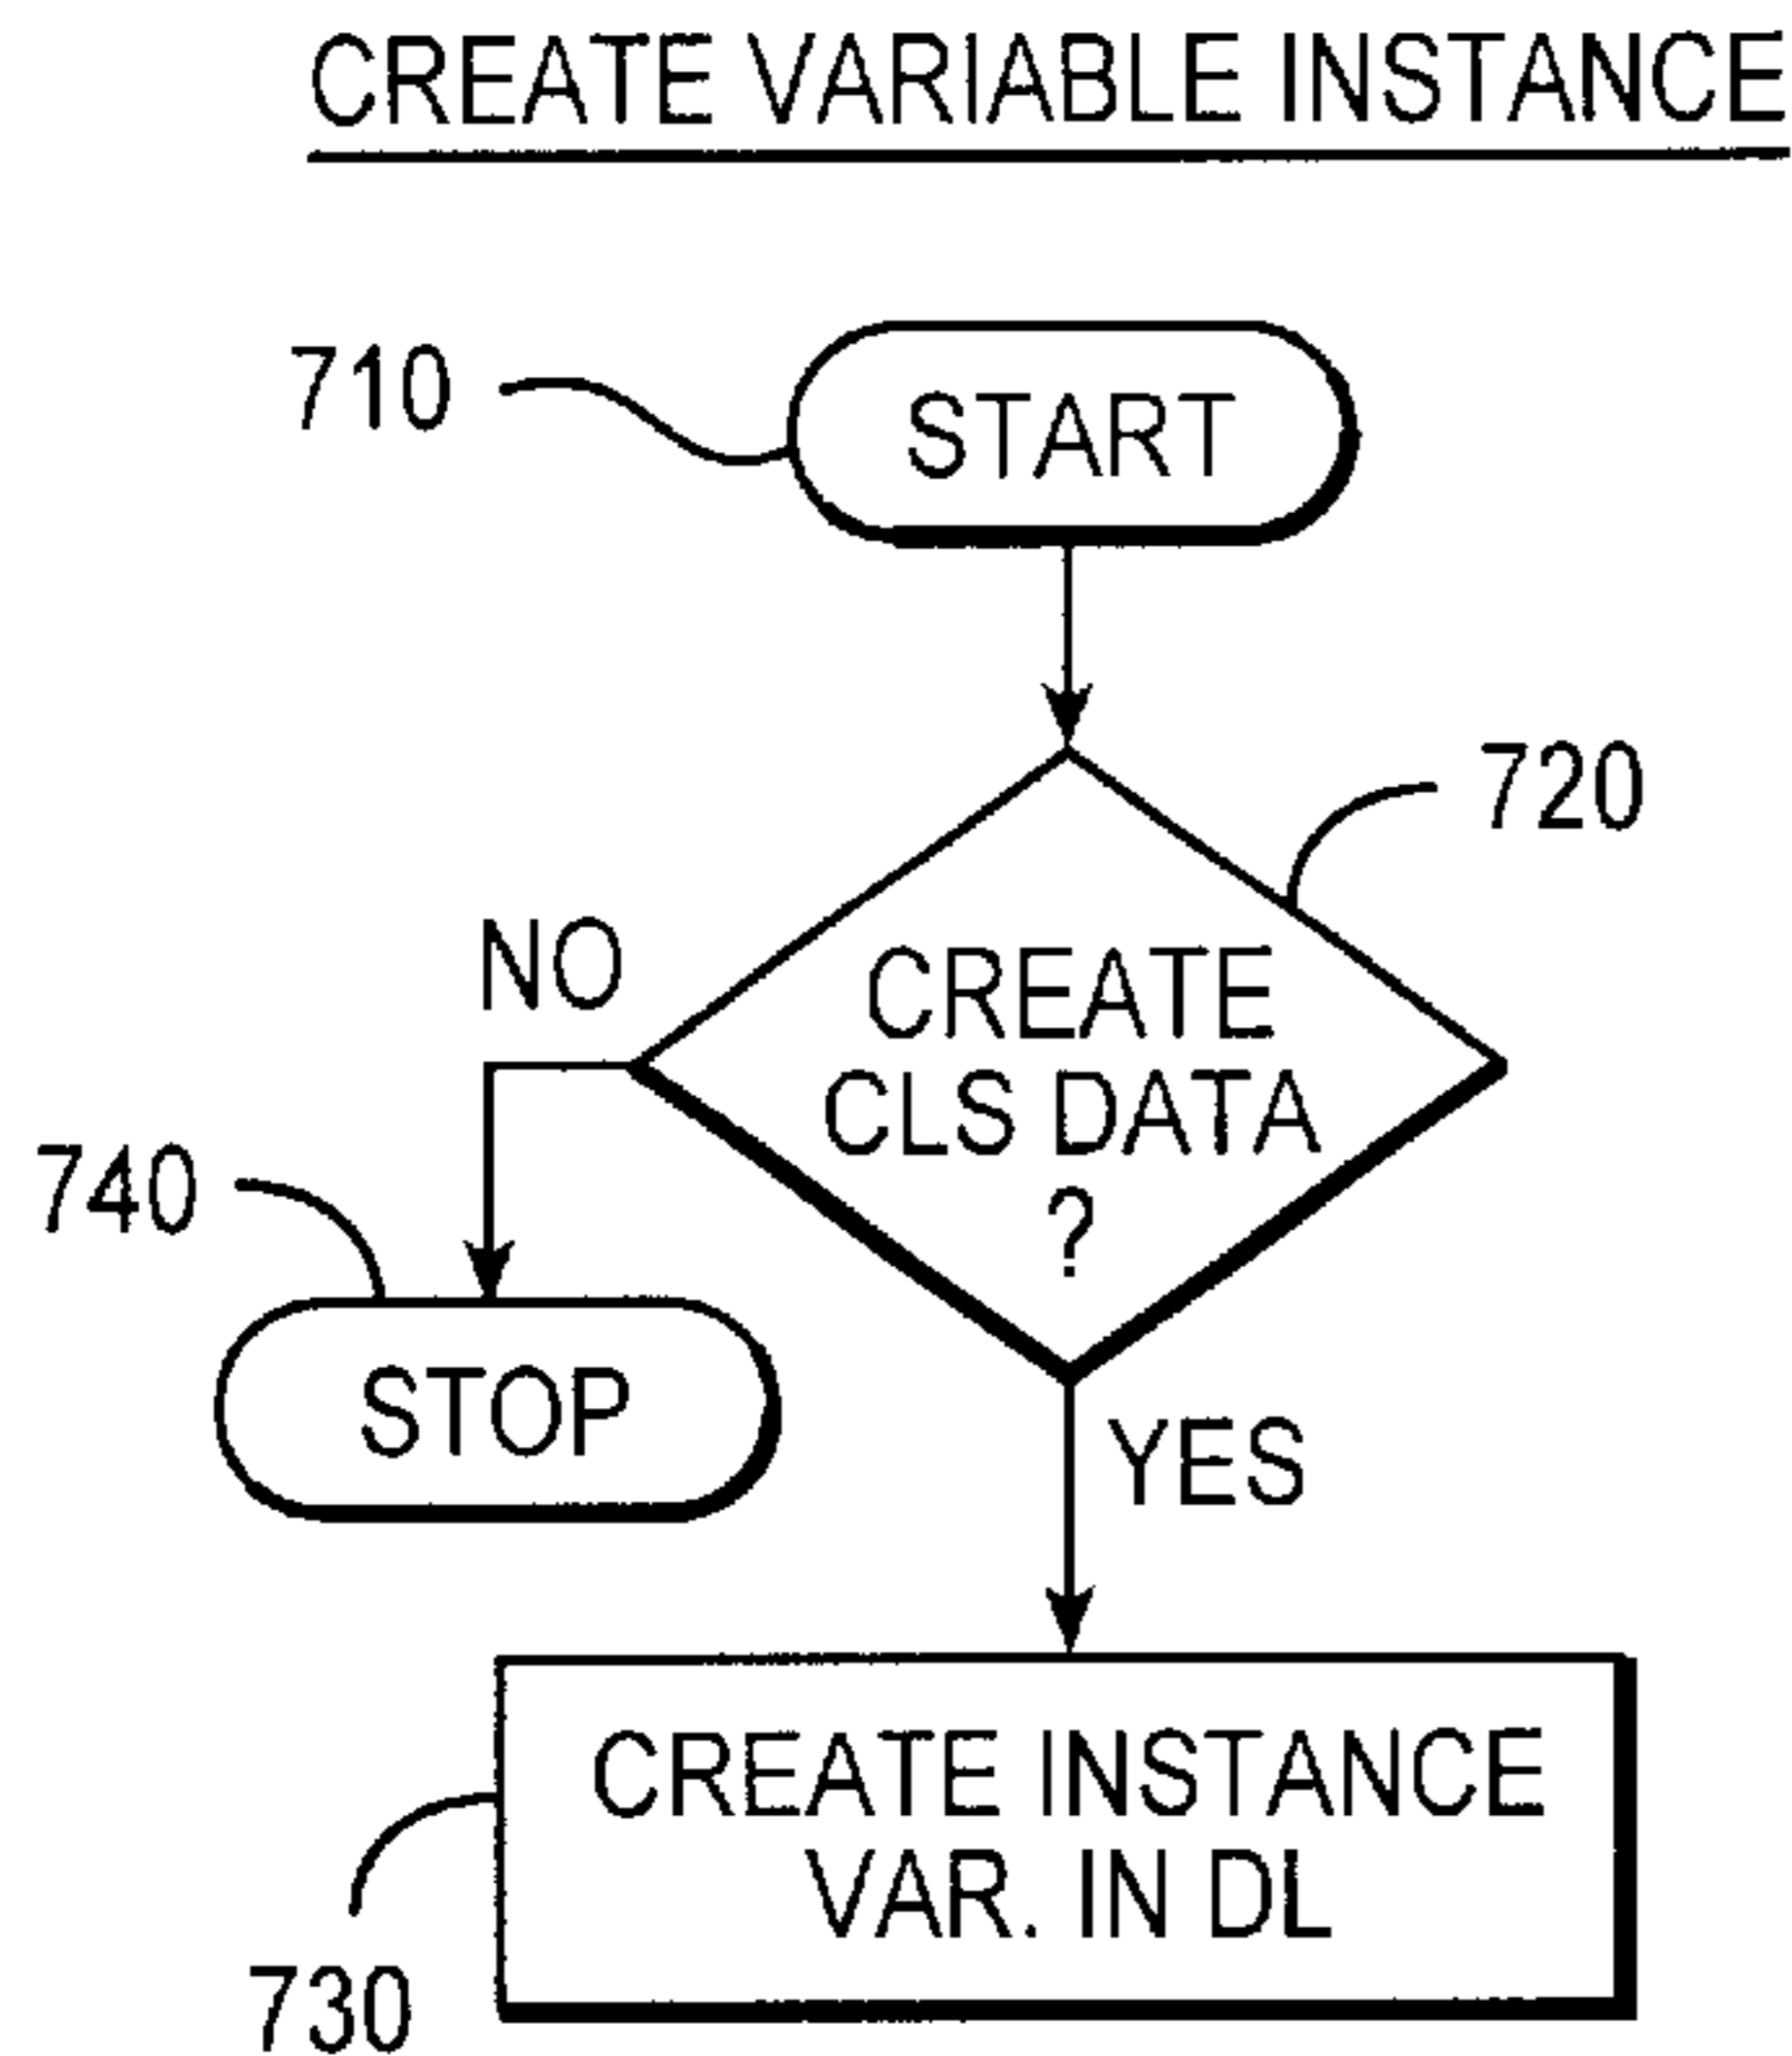 CREATE VARIABLE INSTANCE
710
START
720
NO
CREATE
CLS DATA
?
740
STOP
YES
CREATE INSTANCE
VAR. IN DL
730